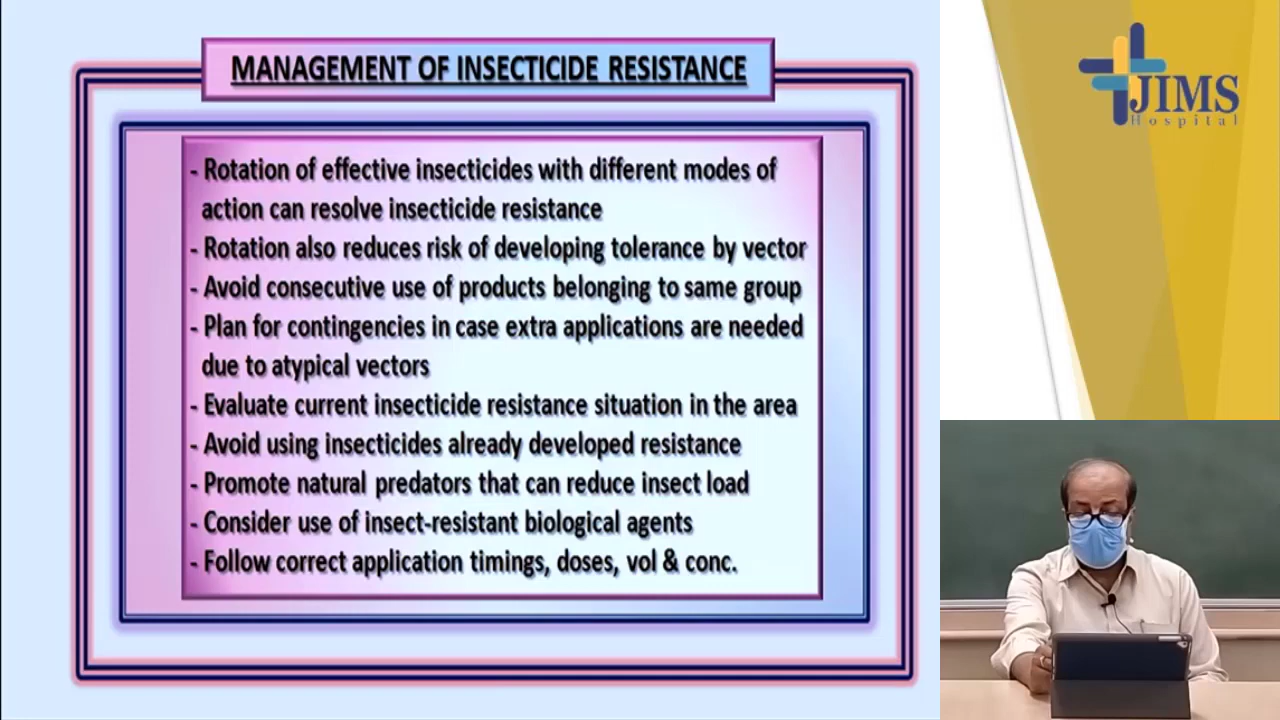 MANAGEMENT OF INSECTICIDE RESISTANCE
- Rotation of effective insecticides with different modes of
action can resolve insecticide resistance
- Rotation also reduces risk of developing tolerance by vector
- Avoid consecutive use of products belonging to same group
- Plan for contingencies in case extra applications are needed
due to atypical vectors
- Evaluate current insecticide resistance situation in the area
- Avoid using insecticides already developed resistance
- Promote natural predators that can reduce insect load
- Consider use of insect-resistant biological agents
- Follow correct application timings, doses, vol & conc.
JIMS
Hospital